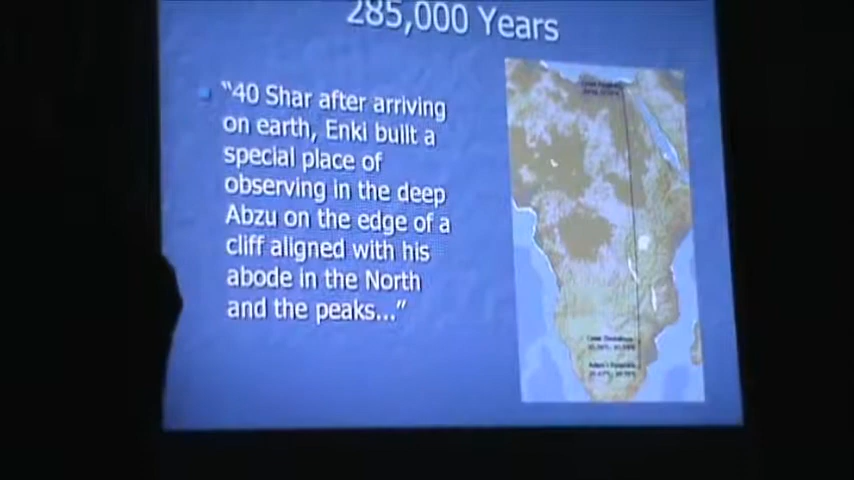 285,000 Years
“40 Shar after arriving
on earth, Enki built a
special place of
observing in the deep
Abzu on the edge of a
cliff aligned with his
abode in the North
and the peaks...”